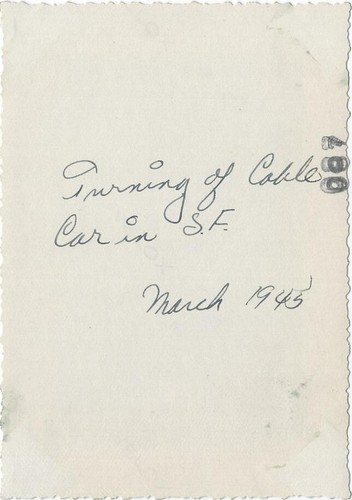 Turning of Cable
Car in S.F.
March 1945